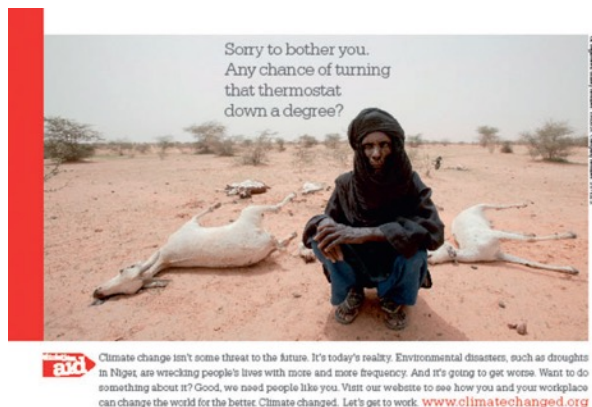 Sorry to bother you.
Any chance of turning
that thermostat
down a degree?
aid
Climate change isn't some threat to the future. It's today's reality. Environmental disasters, such as droughts
in Niger, are wrecking people's lives with more and more frequency. And it's going to get worse. Want to do
something about it? Good, we need people like you. Visit our website to see how you and your workplace
can change the world for the better. Climate changed. Let's get to work. www.climatechanged.org